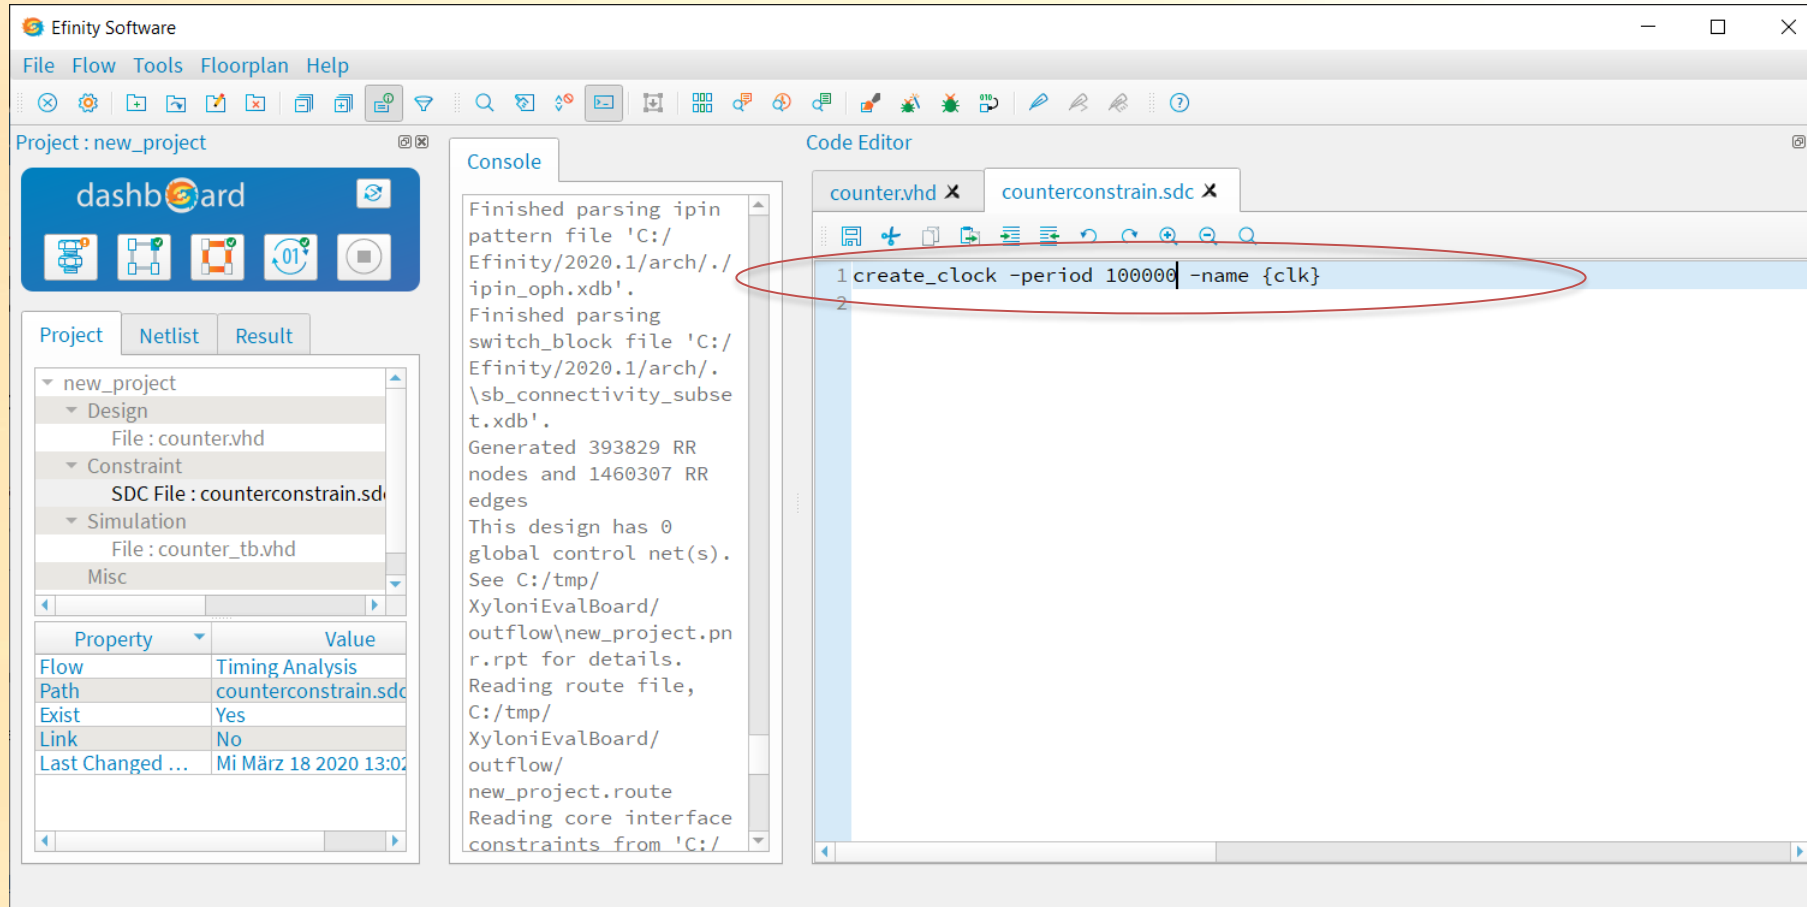 Efinity Software
File Flow Tools Floorplan Help
Project : new_project
dashboard
01
Project Netlist Result
new_project
Design
File : counter.vhd
Constraint
SDC File : counterconstrain.sd
Simulation
File : counter_tb.vhd
Misc
Property Value
Flow Timing Analysis
Path counterconstrain.sdc
Exist Yes
Link No
Last Changed ... Mi März 18 2020 13:02
Console
Finished parsing ipin
pattern file 'C:/
Efinity/2020.1/arch/./
ipin_oph.xdb'.
Finished parsing
switch_block file 'C:/
Efinity/2020.1/arch/.
\sb_connectivity_subse
t.xdb'.
Generated 393829 RR
nodes and 1460307 RR
edges
This design has 0
global control net(s).
See C:/tmp/
XyloniEvalBoard/
outflow\new_project.pn
r.rpt for details.
Reading route file,
C:/tmp/
XyloniEvalBoard/
outflow/
new_project.route
Reading core interface
constraints from 'C:/
Code Editor
counter.vhd counterconstrain.sdc
1 create_clock -period 100000 -name {clk}
2